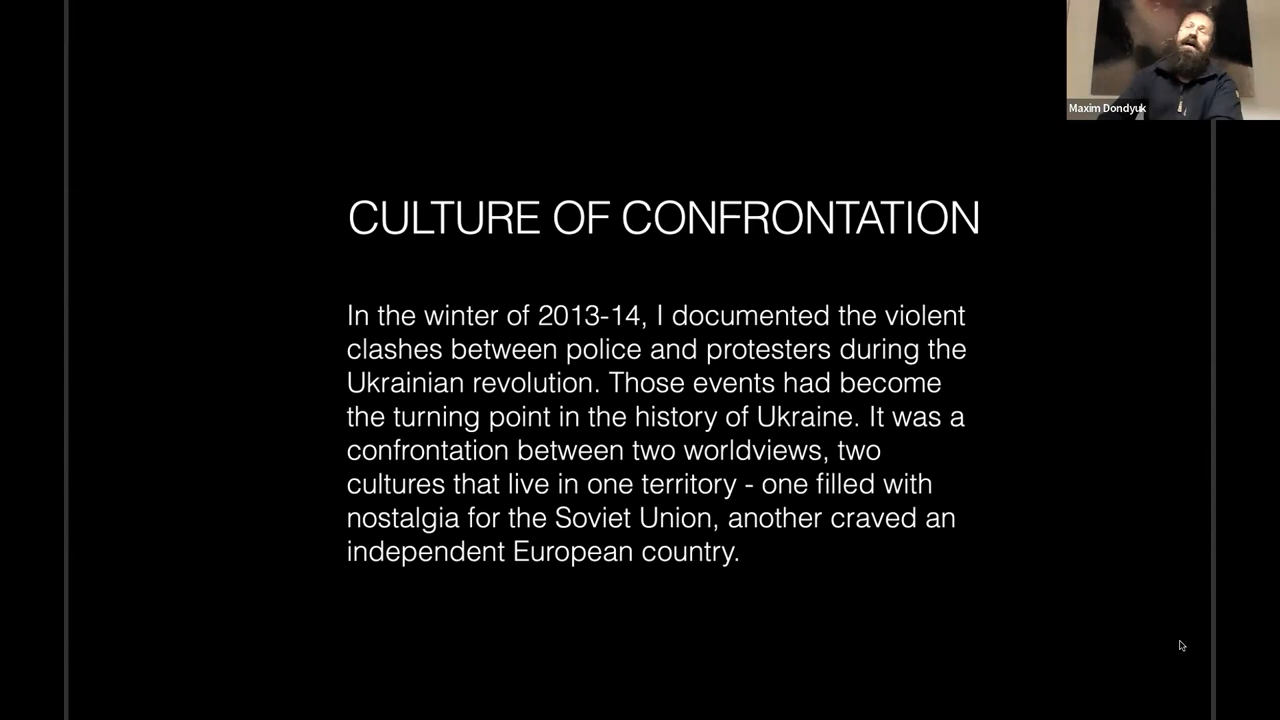 Maxim Dondyuk
CULTURE OF CONFRONTATION
In the winter of 2013-14, I documented the violent
clashes between police and protesters during the
Ukrainian revolution. Those events had become
the turning point in the history of Ukraine. It was a
confrontation between two worldviews, two
cultures that live in one territory - one filled with
nostalgia for the Soviet Union, another craved an
independent European country.